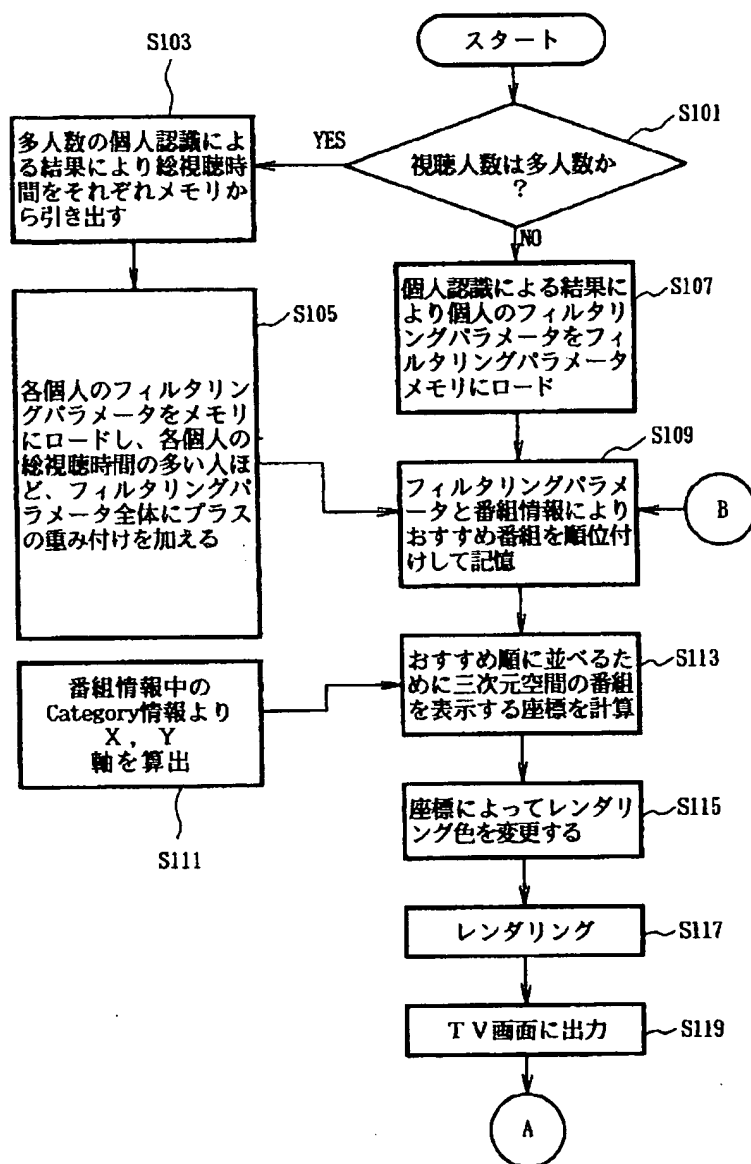 スタート
S101
視聴人数は多人数か
?
YES
NO
S103
多人数の個人認識によ
る結果により総視聴時
間をそれぞれメモリか
ら引き出す
S105
各個人のフィルタリン
グパラメータをメモリ
にロードし、各個人の
総視聴時間の多い人ほ
ど、フィルタリングパ
ラメータ全体にプラス
の重み付けを加える
S107
個人認識による結果に
より個人のフィルタリ
ングパラメータをフィ
ルタリングパラメータ
メモリにロード
S109
フィルタリングパラメ
ータと番組情報により
おすすめ番組を順位付
けして記憶
B
番組情報中の
Category情報より
X,Y
軸を算出
S111
おすすめ順に並べるた
めに三次元空間の番組
を表示する座標を計算
S113
座標によってレンダリ
ング色を変更する
S115
レンダリング
S117
TV画面に出力
S119
A